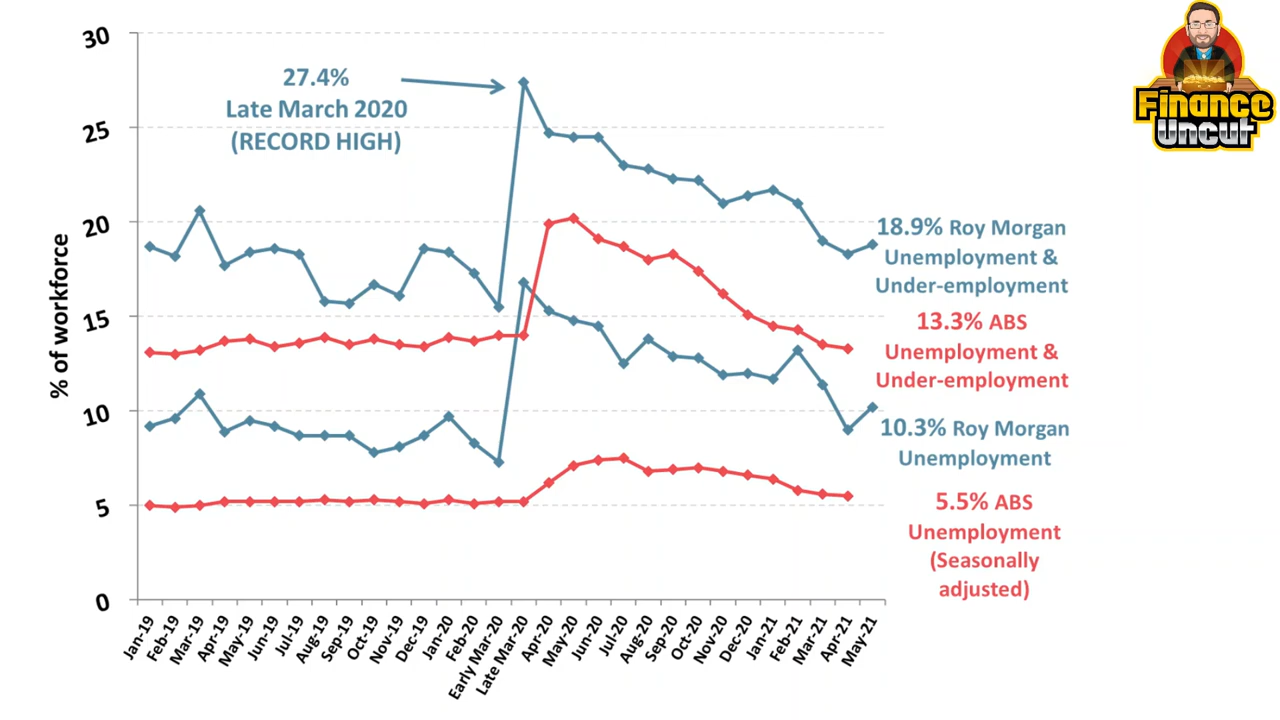 Finance
Uncut
30
25
20
15
10
5
0
% of workforce
27.4%
Late March 2020
(RECORD HIGH)
18.9% Roy Morgan
Unemployment &
Under-employment
13.3% ABS
Unemployment &
Under-employment
10.3% Roy Morgan
Unemployment
5.5% ABS
Unemployment
(Seasonally
adjusted)
Jan-19
Feb-19
Mar-19
Apr-19
May-19
Jun-19
Jul-19
Aug-19
Sep-19
Oct-19
Nov-19
Dec-19
Jan-20
Feb-20
Early Mar-20
Late Mar-20
Apr-20
May-20
Jun-20
Jul-20
Aug-20
Sep-20
Oct-20
Nov-20
Dec-20
Jan-21
Feb-21
Mar-21
Apr-21
May-21